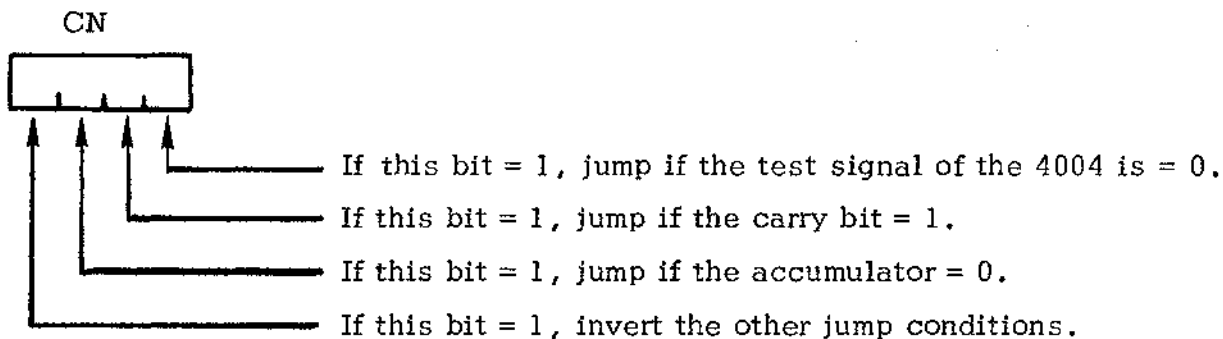 CN
If this bit = 1, jump if the test signal of the 4004 is = 0.
If this bit = 1, jump if the carry bit = 1.
If this bit = 1, jump if the accumulator = 0.
If this bit = 1, invert the other jump conditions.